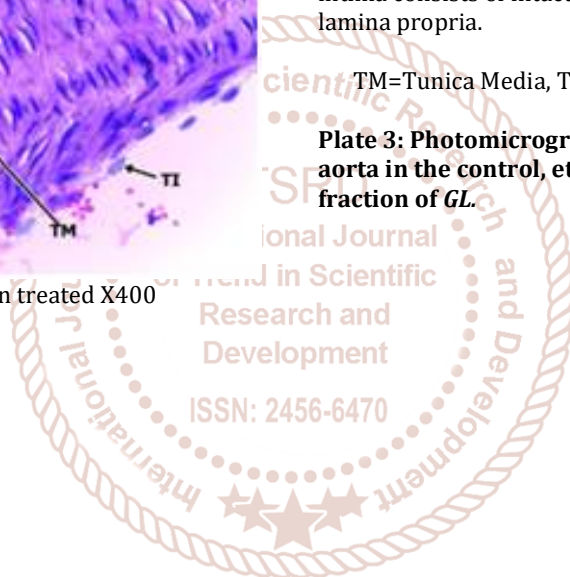 lamina propria.
TM=Tunica Media, T
Plate 3: Photomicrogr
aorta in the control, et
fraction of GL.
TI
TM
n treated X400
International Journal
of Trend in Scientific
Research and
Development
ISSN: 2456-6470